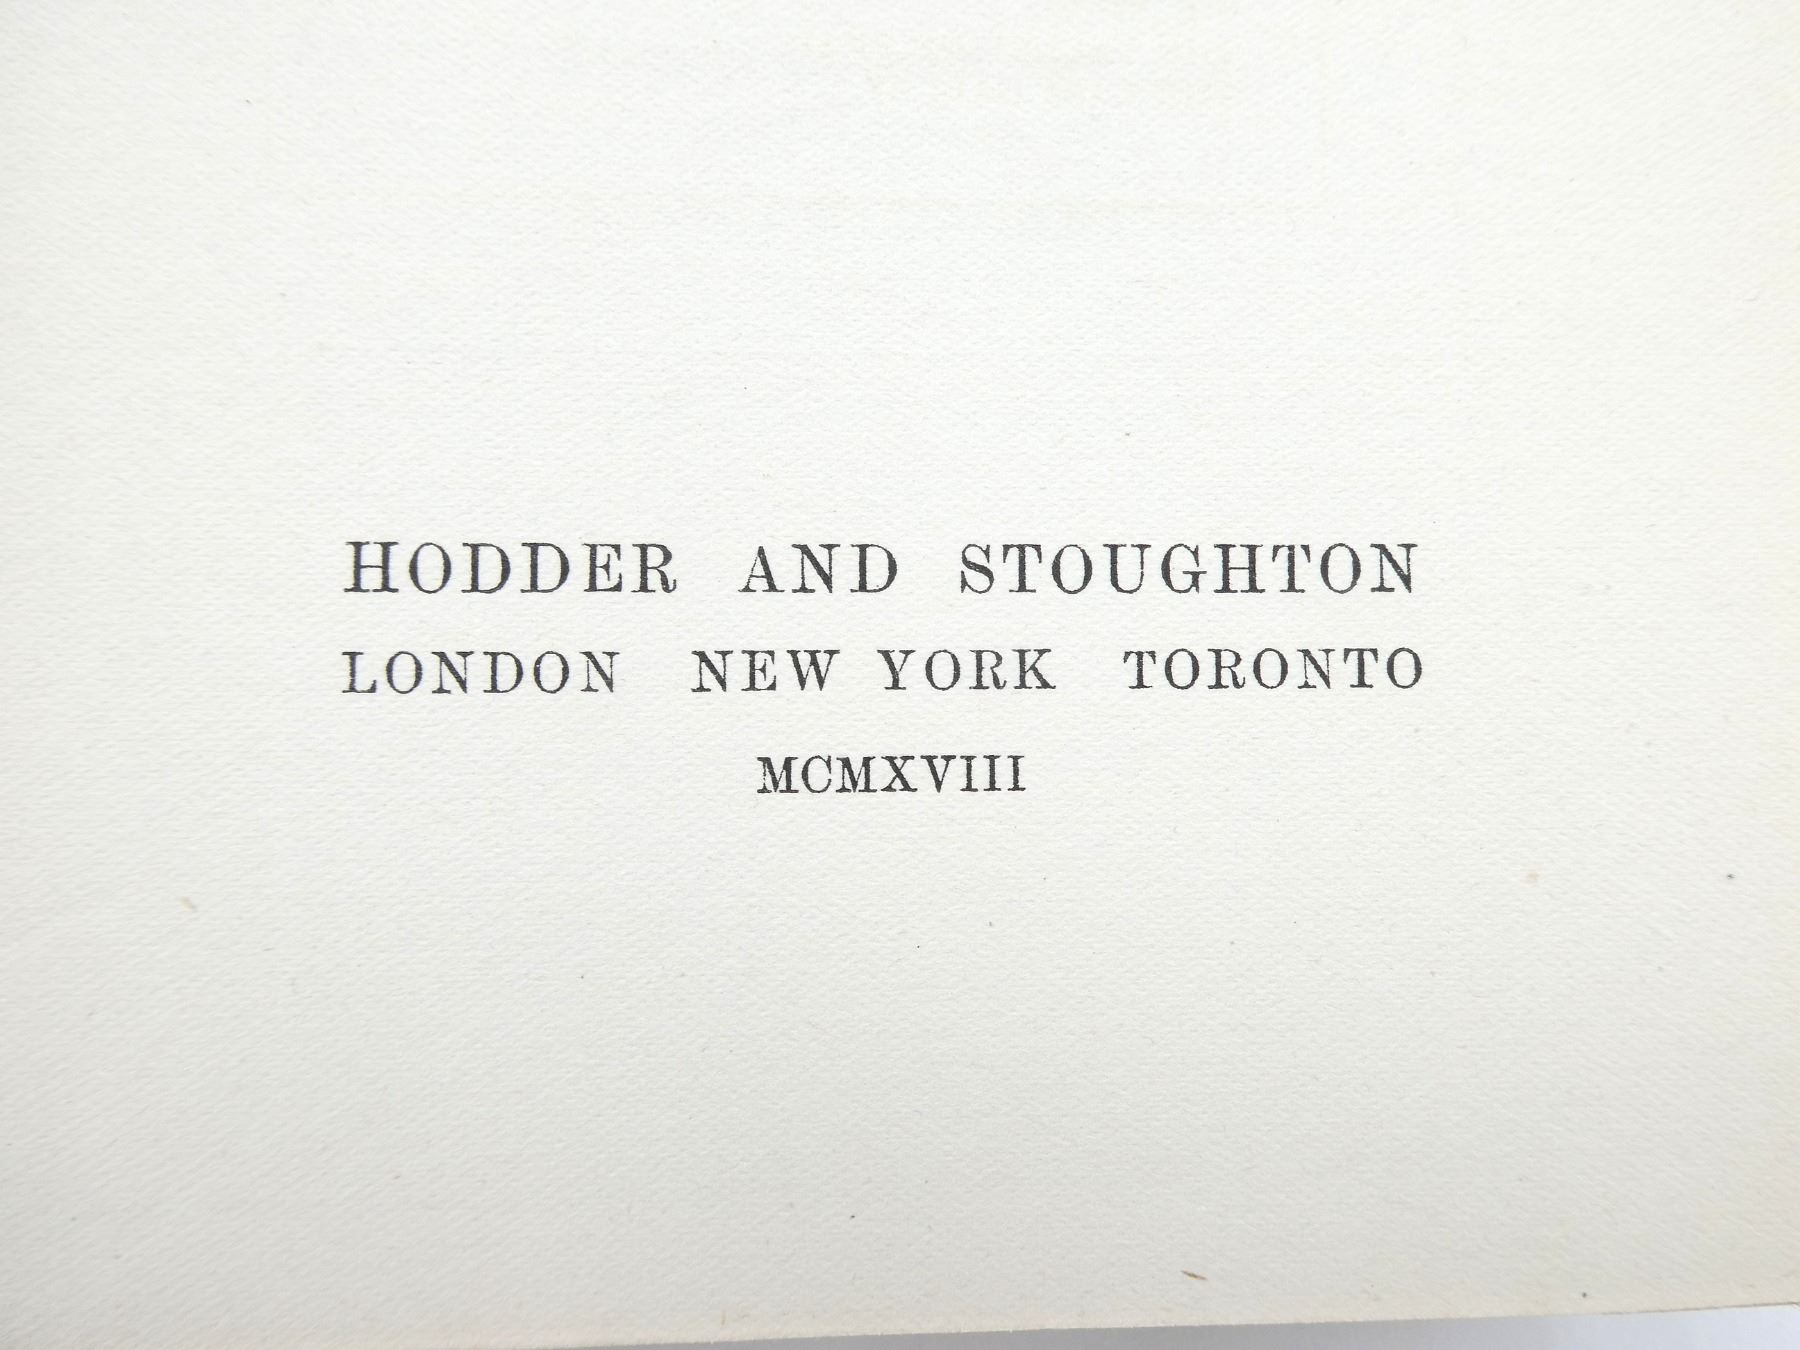 HODDER AND STOUGHTON
LONDON NEW YORK TORONTO
MCMXVIII